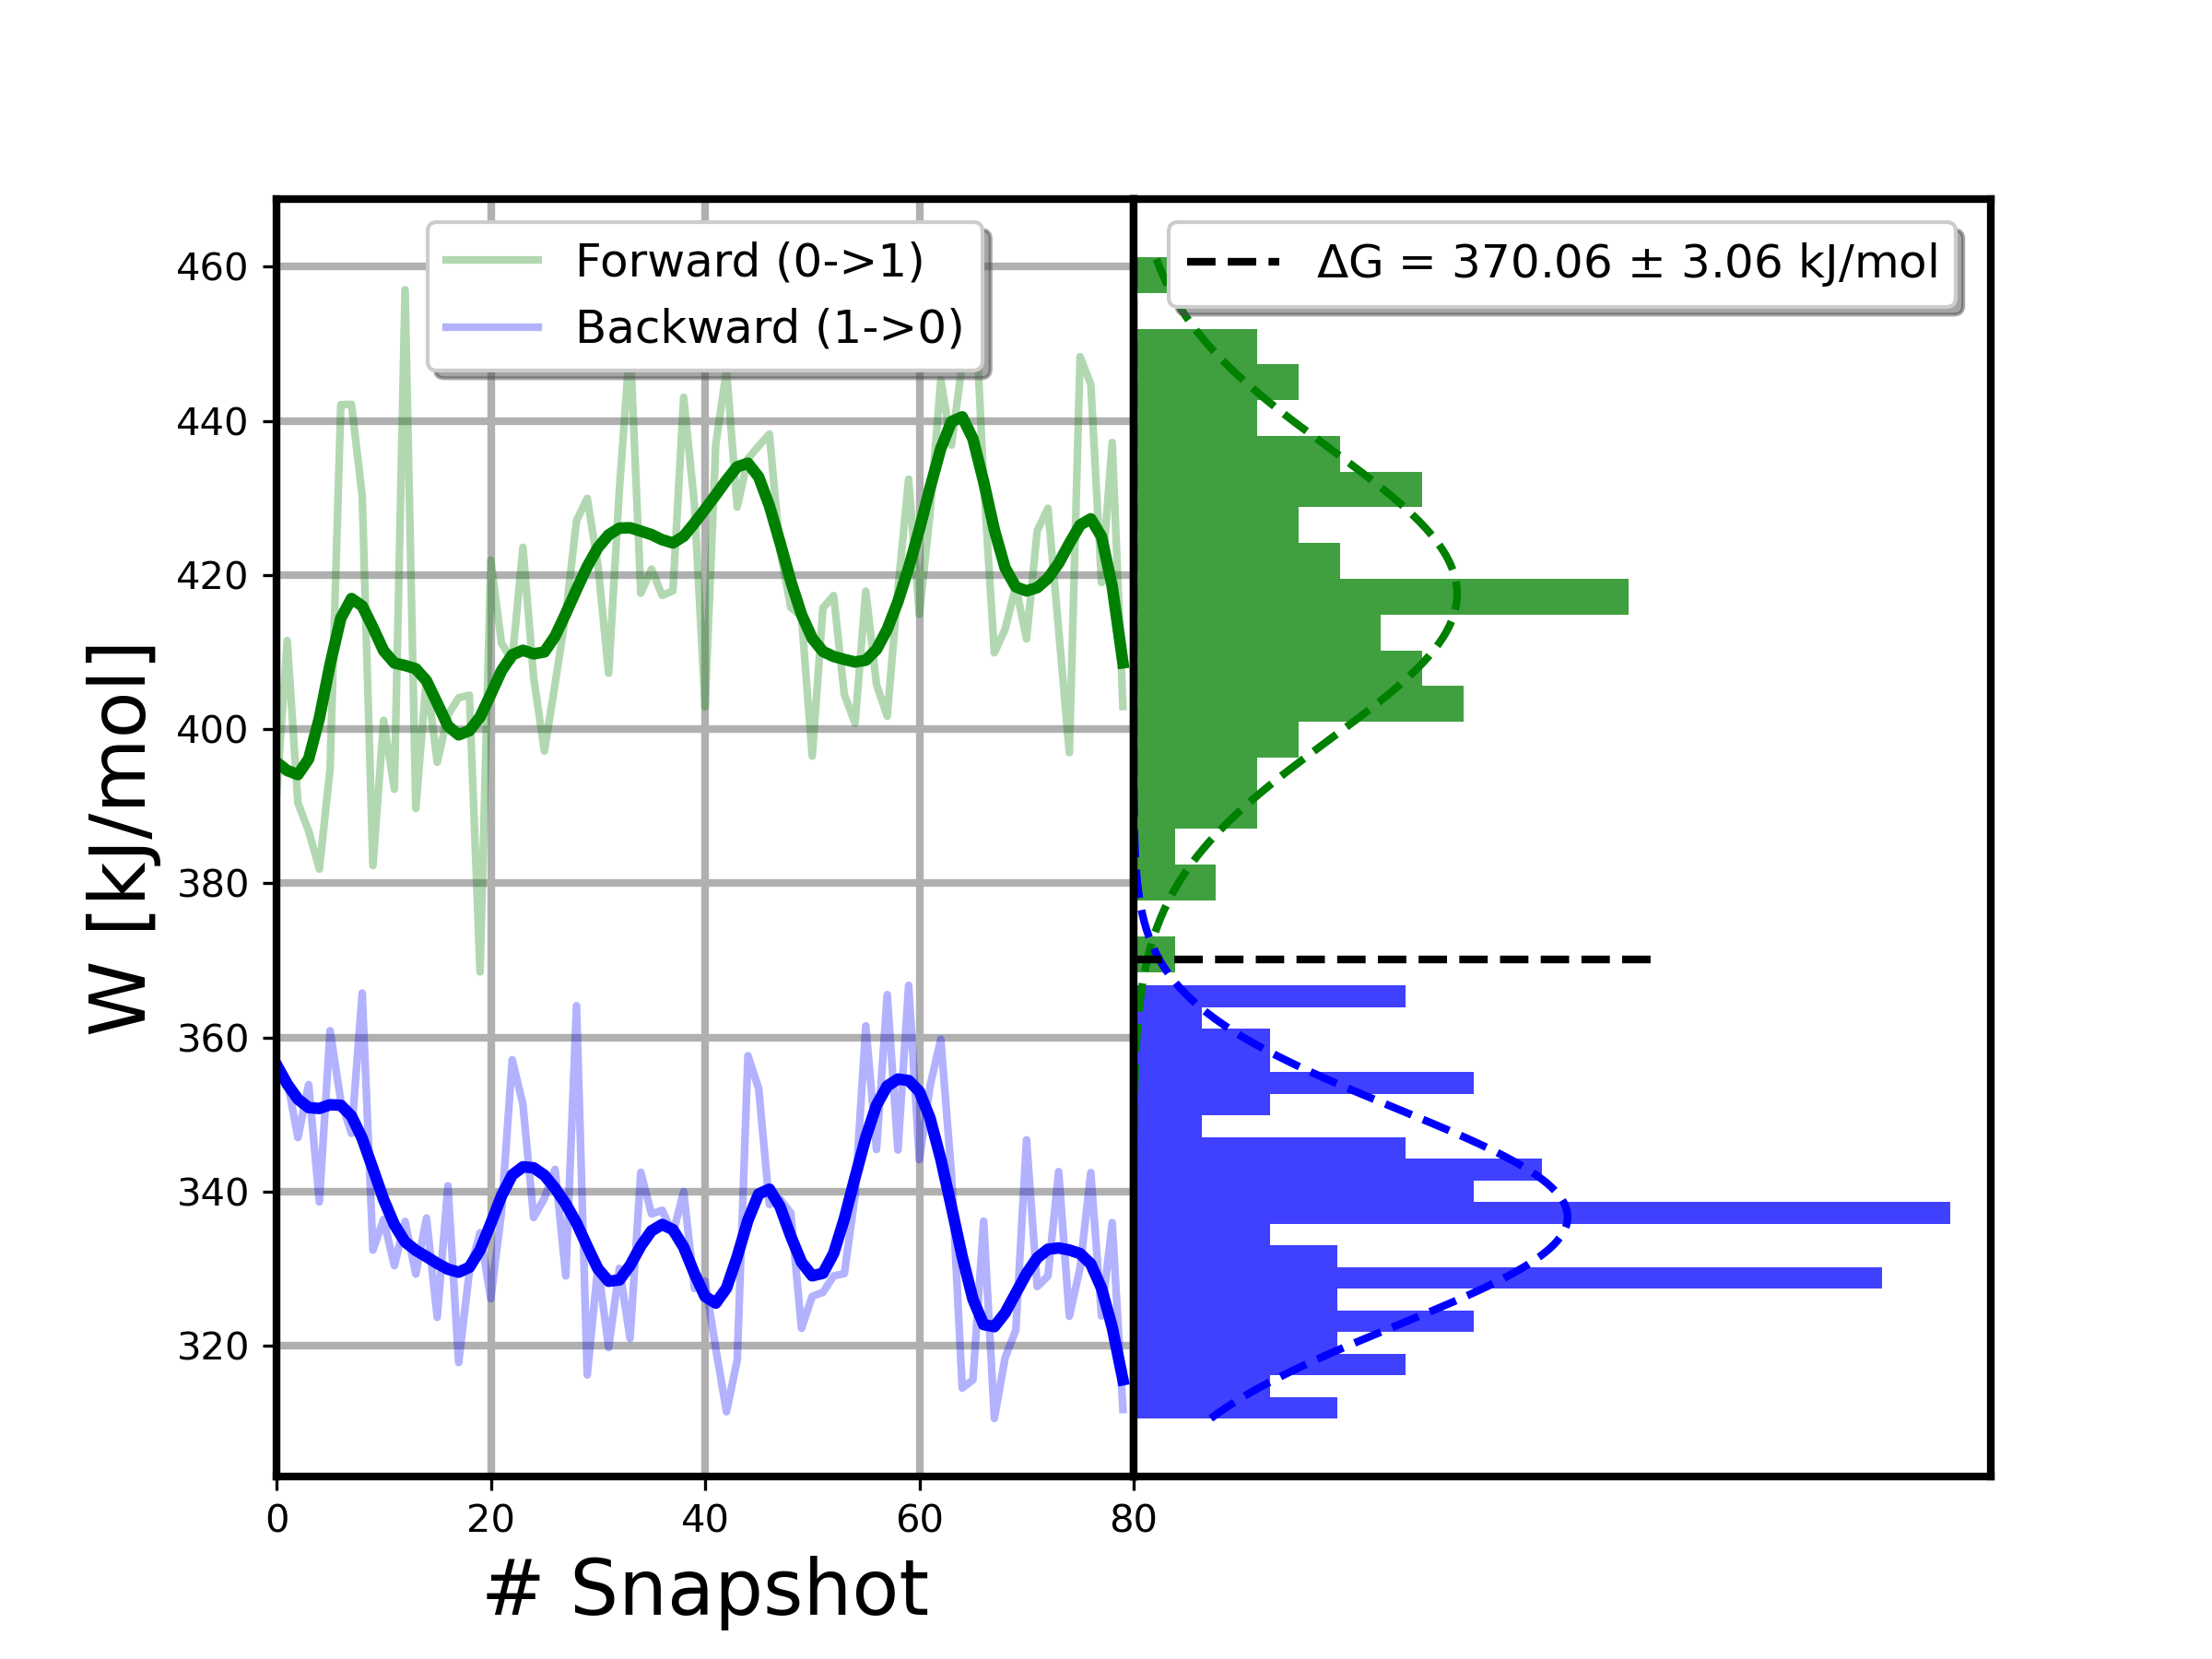 Forward (0->1)
Backward (1->0)
ΔG = 370.06 ± 3.06 kJ/mol
460
440
420
400
380
360
340
320
W [kJ/mol]
0
20
40
60
80
# Snapshot